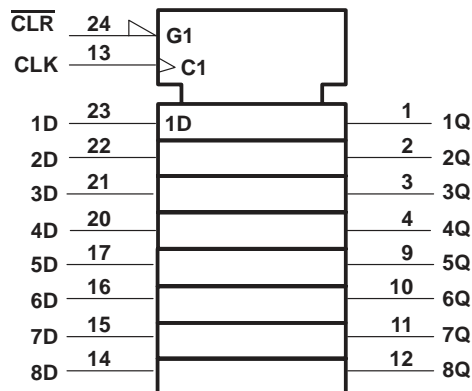 CLR 24 G1
CLK 13 C1
1D 23 1D 1 1Q
2D 22 2 2Q
3D 21 3 3Q
4D 20 4 4Q
5D 17 9 5Q
6D 16 10 6Q
7D 15 11 7Q
8D 14 12 8Q